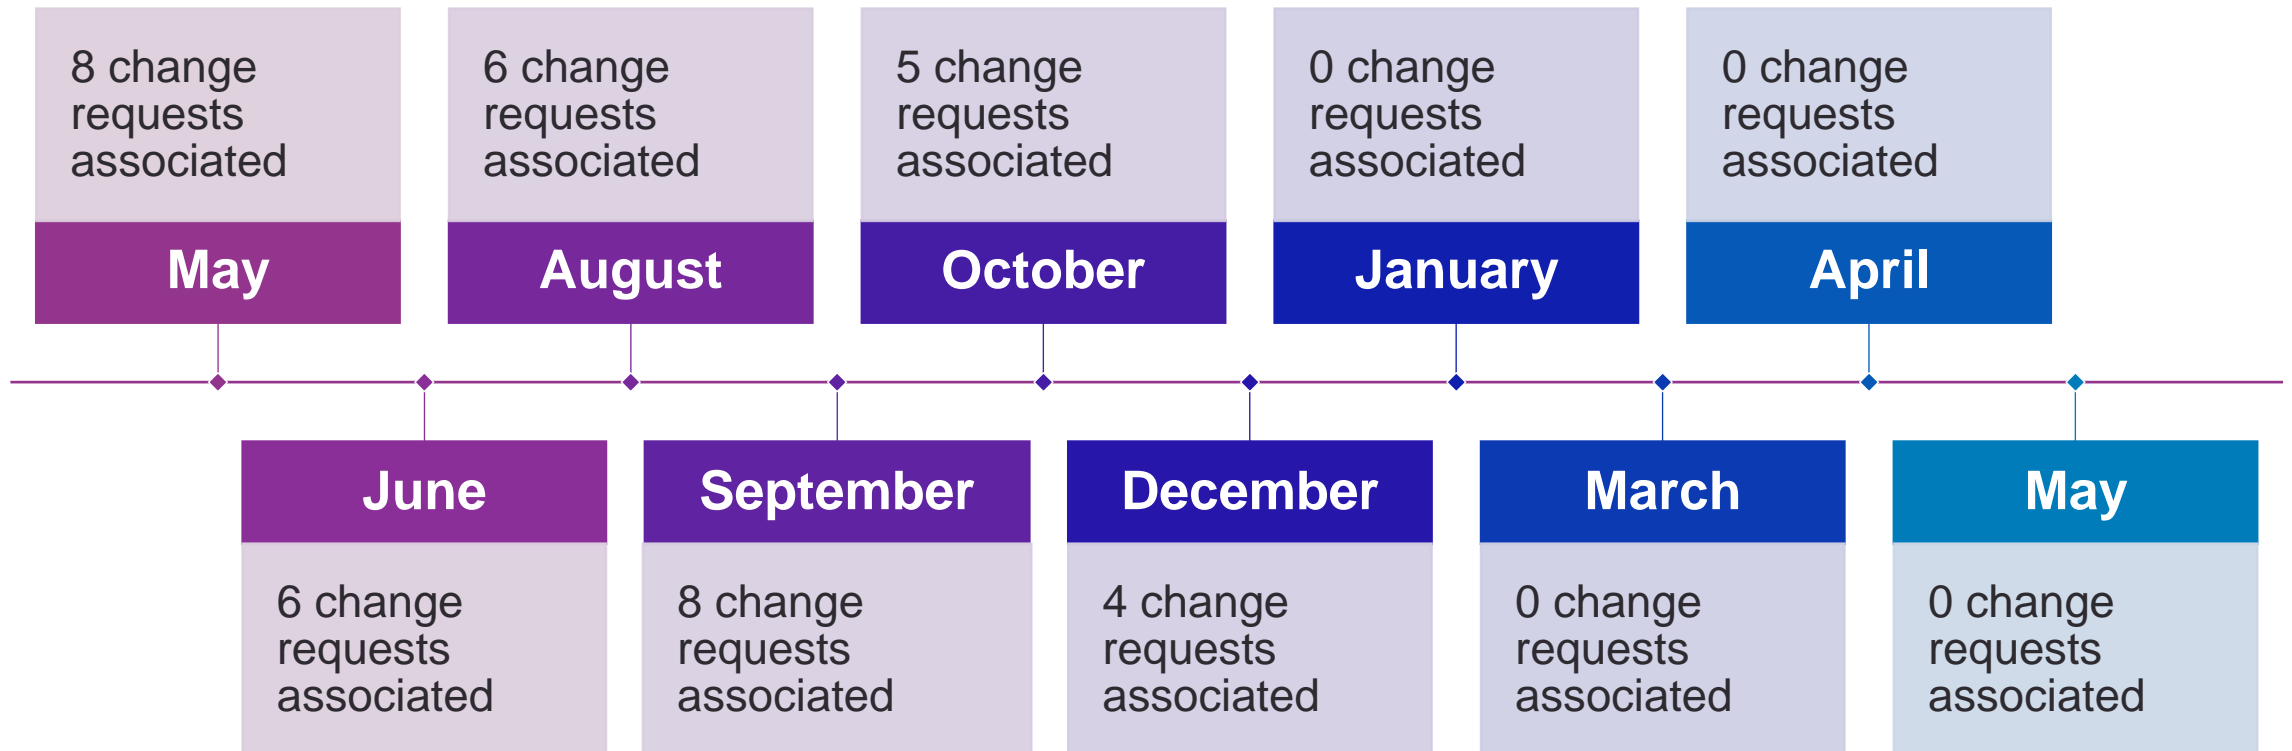 8 change
requests
associated
May
6 change
requests
associated
August
5 change
requests
associated
October
0 change
requests
associated
January
0 change
requests
associated
April
June
6 change
requests
associated
September
8 change
requests
associated
December
4 change
requests
associated
March
0 change
requests
associated
May
0 change
requests
associated